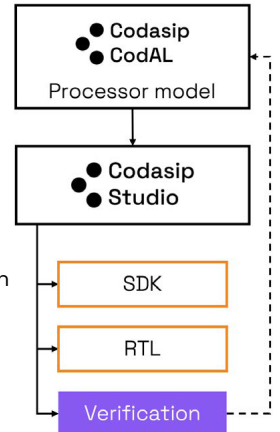 Codasip
CodAL
Processor model
Codasip
Studio
SDK
RTL
Verification